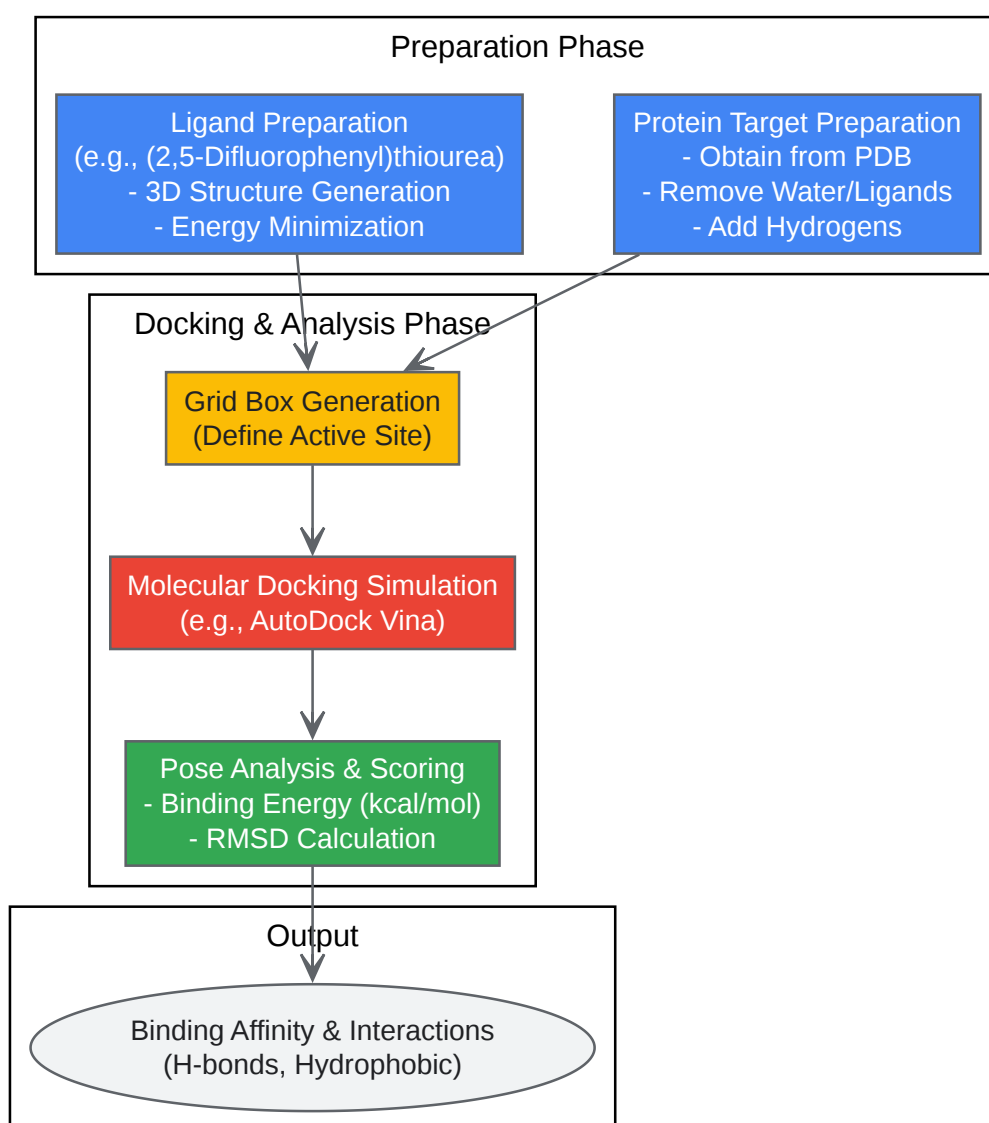 Preparation Phase
Ligand Preparation
(e.g., (2,5-Difluorophenyl)thiourea)
- 3D Structure Generation
- Energy Minimization
Protein Target Preparation
- Obtain from PDB
- Remove Water/Ligands
- Add Hydrogens
Docking & Analysis Phase
Grid Box Generation
(Define Active Site)
Molecular Docking Simulation
(e.g., AutoDock Vina)
Pose Analysis & Scoring
- Binding Energy (kcal/mol)
- RMSD Calculation
Output
Binding Affinity & Interactions
(H-bonds, Hydrophobic)